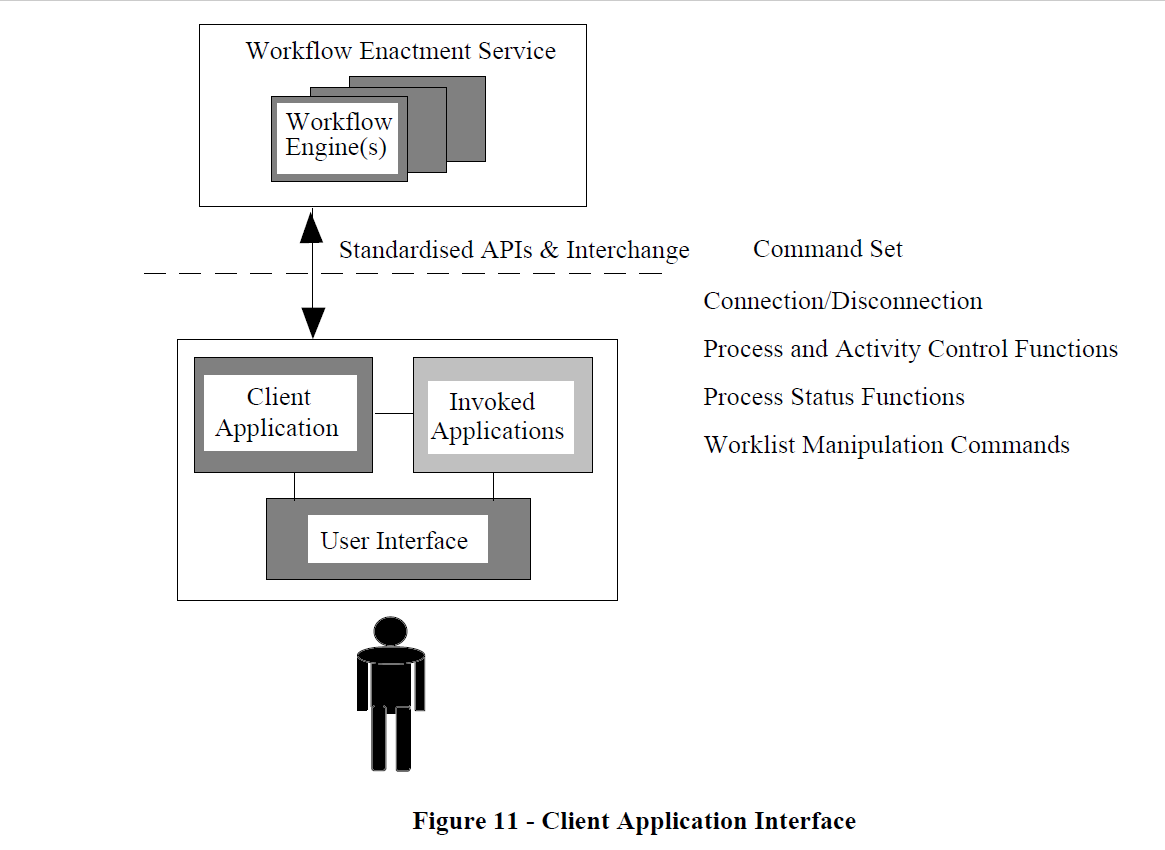 Workflow Enactment Service
Workflow
Engine(s)
Standardised APIs & Interchange
Command Set
Connection/Disconnection
Process and Activity Control Functions
Process Status Functions
Worklist Manipulation Commands
Client
Application
Invoked
Applications
User Interface
Figure 11 - Client Application Interface